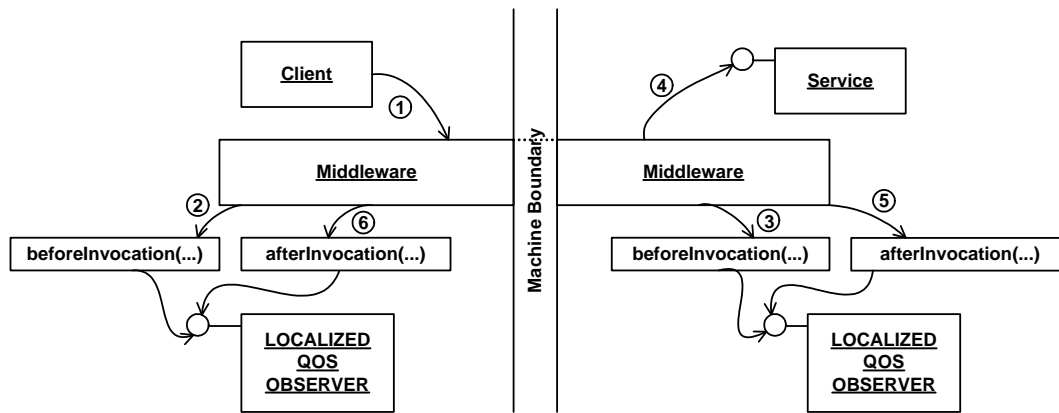 Client
1
4
Service
Middleware
Machine Boundary
Middleware
2
6
3
5
beforeInvocation(...)
afterInvocation(...)
beforeInvocation(...)
afterInvocation(...)
LOCALIZED
QOS
OBSERVER
LOCALIZED
QOS
OBSERVER